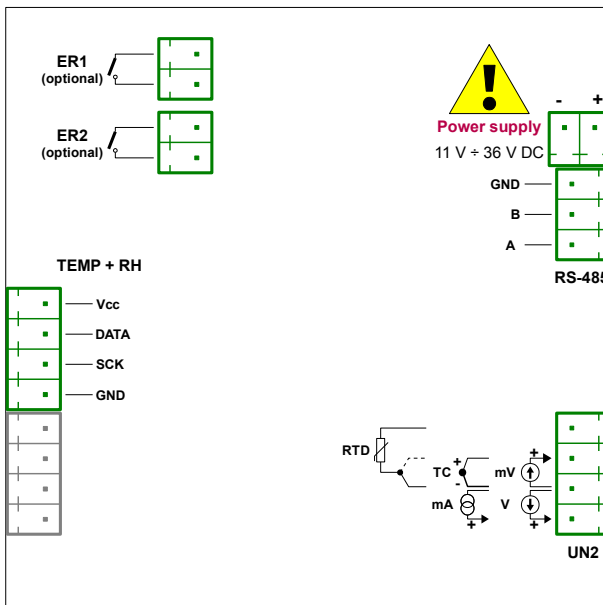 ER1
(optional)
ER2
(optional)
- +
Power supply
11 V ÷ 36 V DC
GND
B
A
RS-485
TEMP + RH
Vcc
DATA
SCK
GND
RTD
TC
+
-
mV
+
mA
+
V
+
UN2